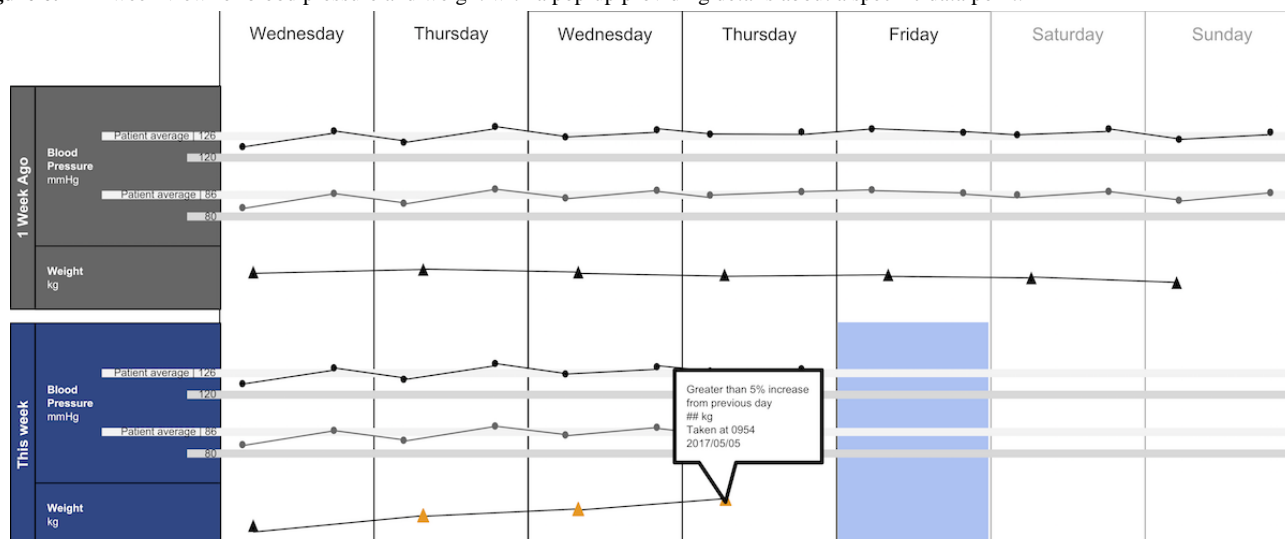 Wednesday Thursday Wednesday Thursday Friday Saturday Sunday
1 Week Ago
Blood
Pressure
mmHg
Patient average | 126
120
Patient average | 86
80
Weight
kg
This week
Blood
Pressure
mmHg
Patient average | 126
120
Patient average | 86
80
Greater than 5% increase
from previous day
## kg
Taken at 0954
2017/05/05
Weight
kg